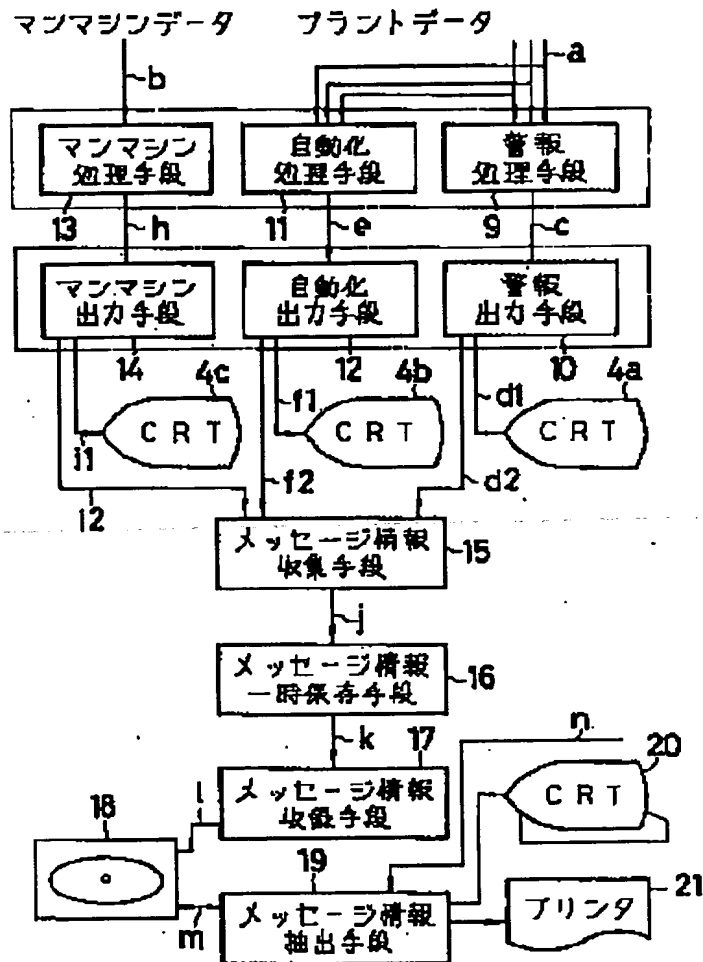 マンマシンデータ
プラントデータ
b
a
マンマシン
処理手段
自動化
処理手段
警報
処理手段
13
h
11
e
9
c
マンマシン
出力手段
自動化
出力手段
警報
出力手段
14
4c
12
4b
10
4a
i1
CRT
f1
CRT
d1
CRT
i2
f2
d2
メッセージ情報
収集手段
15
j
メッセージ情報
一時保存手段
16
k
17
n
20
メッセージ情報
収録手段
CRT
18
l
19
21
m
メッセージ情報
抽出手段
プリンタ